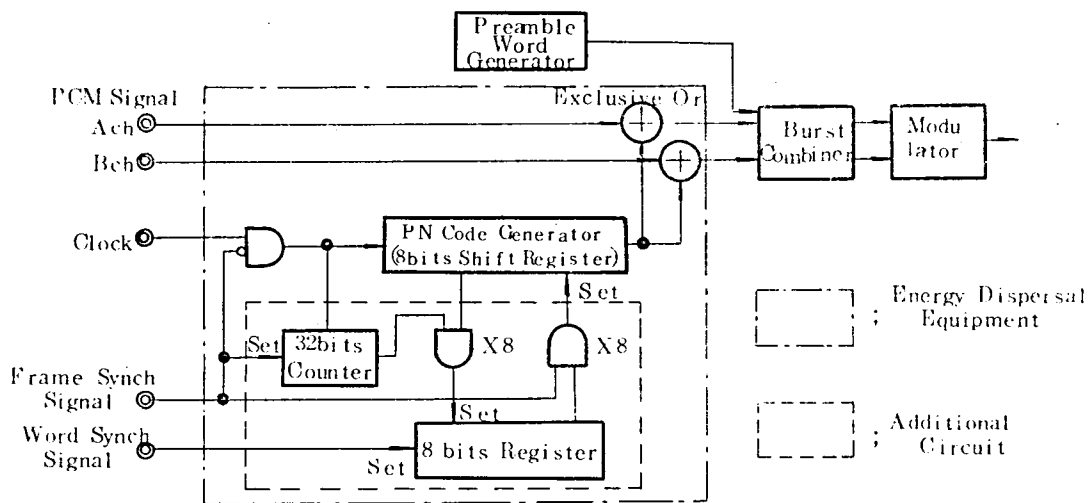 Preamble
Word
Generator
PCM Signal
Ach
Bch
Exclusive Or
Burst
Combiner
Modu
lator
Clock
PN Code Generator
(8bits Shift Register)
Set
Set
32bits
Counter
X8
X8
; Energy Dispersal
Equipment
Frame Synch
Signal
Set
Word Synch
Signal
Set
8 bits Register
; Additional
Circuit